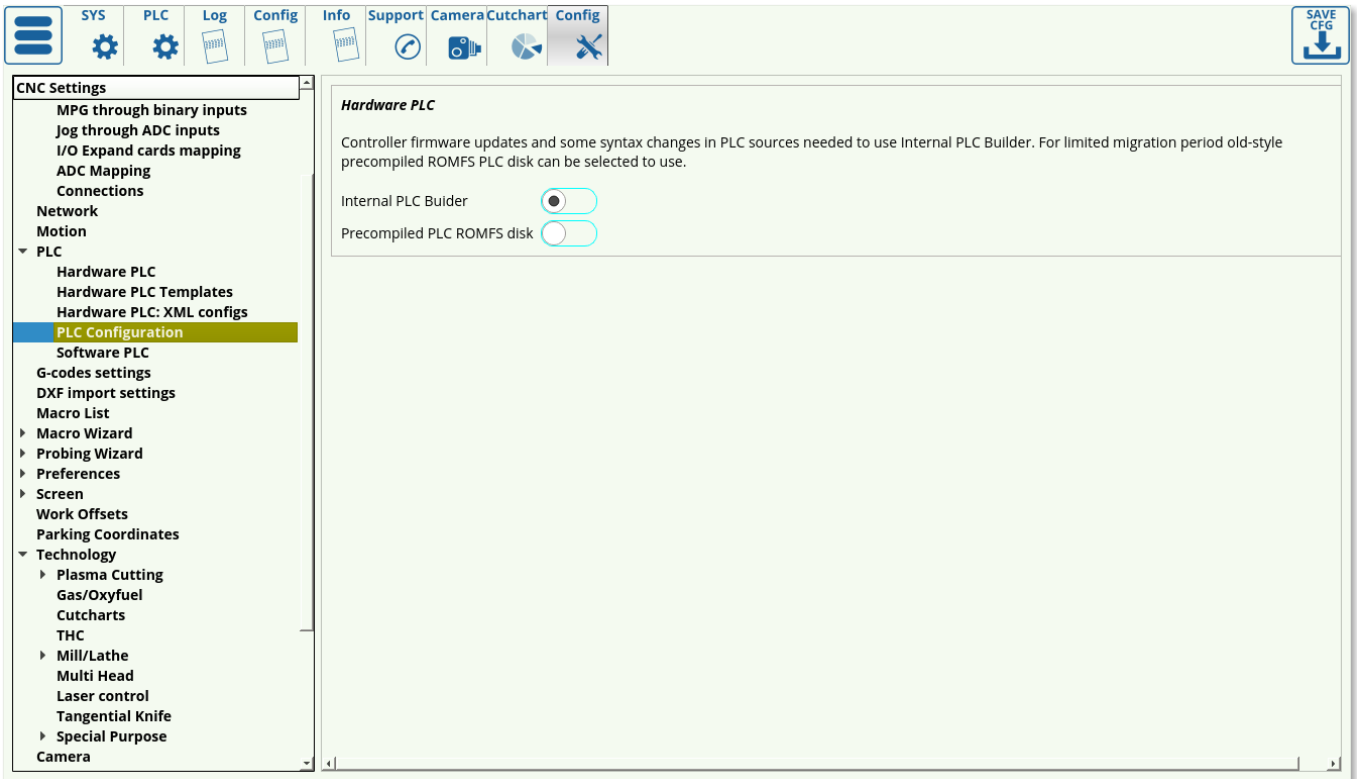 SYS
PLC
Log
Config
Info
Support
Camera
Cutchart
Config
SAVE
CFG
CNC Settings
MPG through binary inputs
Jog through ADC inputs
I/O Expand cards mapping
ADC Mapping
Connections
Network
Motion
PLC
Hardware PLC
Hardware PLC Templates
Hardware PLC: XML configs
PLC Configuration
Software PLC
G-codes settings
DXF import settings
Macro List
Macro Wizard
Probing Wizard
Preferences
Screen
Work Offsets
Parking Coordinates
Technology
Plasma Cutting
Gas/Oxyfuel
Cutcharts
THC
Mill/Lathe
Multi Head
Laser control
Tangential Knife
Special Purpose
Camera
Hardware PLC
Controller firmware updates and some syntax changes in PLC sources needed to use Internal PLC Builder. For limited migration period old-style
precompiled ROMFS PLC disk can be selected to use.
Internal PLC Buider
Precompiled PLC ROMFS disk